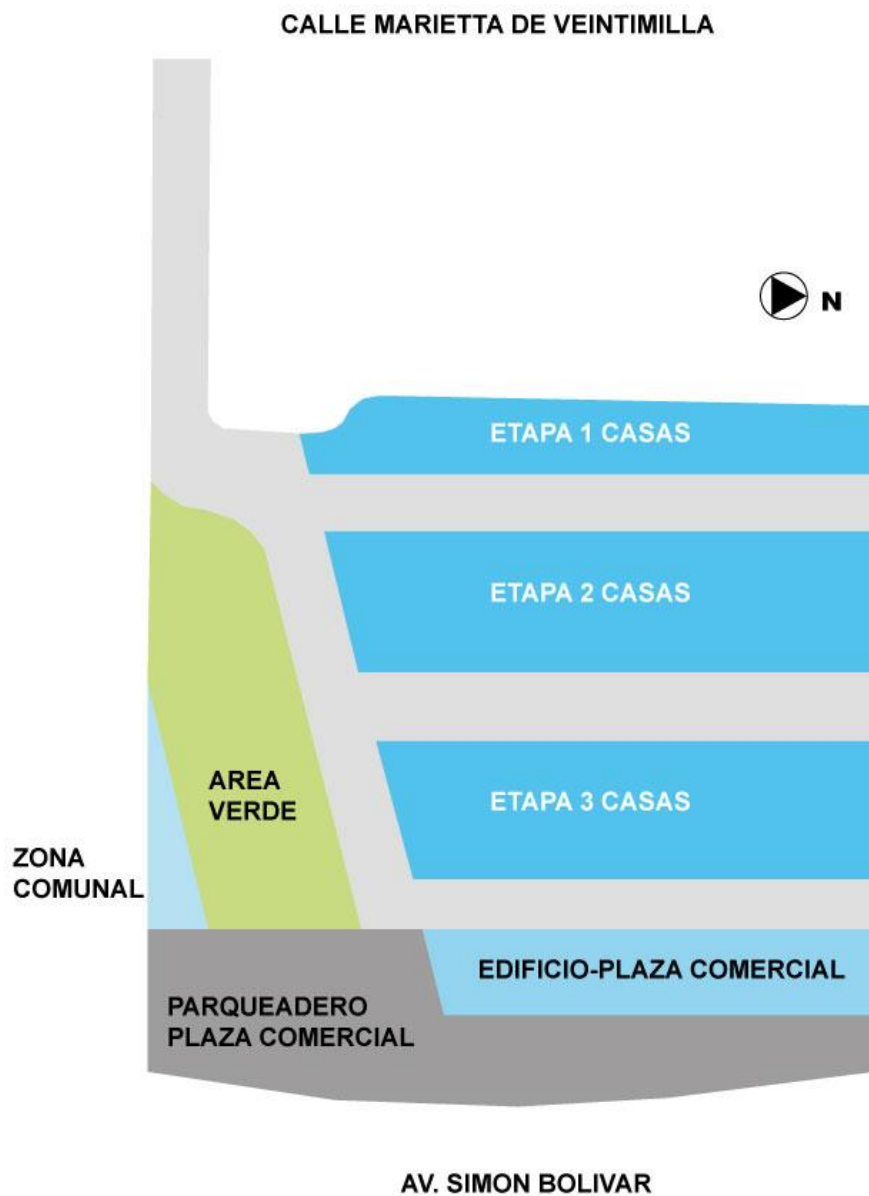 CALLE MARIETTA DE VEINTIMILLA
N
ETAPA 1 CASAS
ETAPA 2 CASAS
AREA
VERDE
ETAPA 3 CASAS
ZONA
COMUNAL
EDIFICIO-PLAZA COMERCIAL
PARQUEADERO
PLAZA COMERCIAL
AV. SIMON BOLIVAR